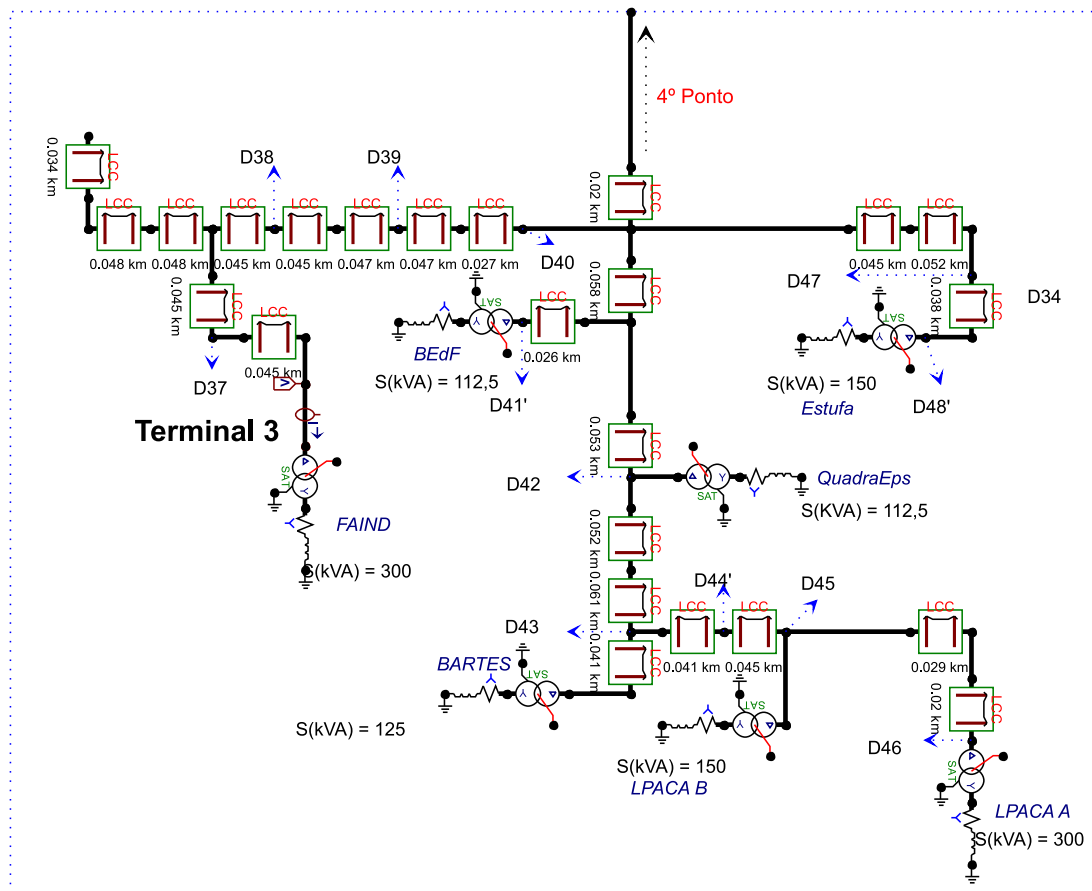 4º Ponto
LCC
0.034 km
D38
D39
LCC
0.02 km
LCC
LCC
LCC
LCC
LCC
LCC
LCC
LCC
LCC
0.048 km
0.048 km
0.045 km
0.045 km
0.047 km
0.047 km
0.027 km
D40
0.045 km
0.052 km
D47
D34
LCC
0.045 km
LCC
0.045 km
D37
LCC
0.058 km
SAT
Y
LCC
0.026 km
BEdF
S(kVA) = 112,5
D41'
LCC
0.038 km
SAT
Y
S(kVA) = 150
Estufa
D48'
V
I
Terminal 3
SAT
Y
FAIND
S(kVA) = 300
LCC
0.053 km
D42
Y
SAT
QuadraEps
S(KVA) = 112,5
LCC
0.052 km
LCC
0.061 km
D44'
D45
LCC
LCC
LCC
D43
0.041 km
0.045 km
0.029 km
LCC
0.041 km
BARTES
SAT
Y
S(kVA) = 125
SAT
Y
S(kVA) = 150
LPACA B
LCC
0.02 km
D46
SAT
Y
LPACA A
S(kVA) = 300